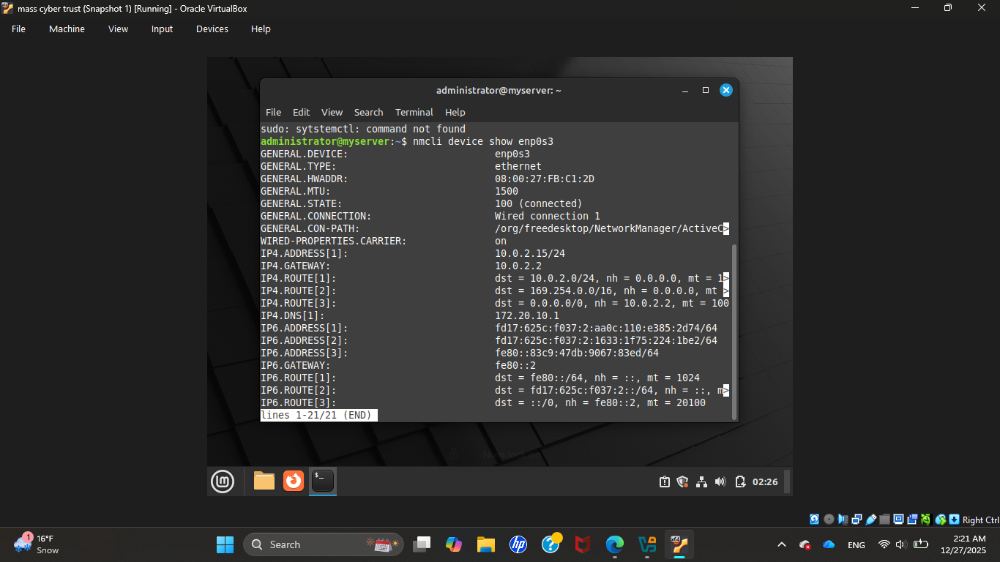 mass cyber trust (Snapshot 1) [Running] - Oracle VirtualBox
File Machine View Input Devices Help
administrator@myserver: ~
File Edit View Search Terminal Help
sudo: sytstemctl: command not found
administrator@myserver:~$ nmcli device show enp0s3
GENERAL.DEVICE: enp0s3
GENERAL.TYPE: ethernet
GENERAL.HWADDR: 08:00:27:FB:C1:2D
GENERAL.MTU: 1500
GENERAL.STATE: 100 (connected)
GENERAL.CONNECTION: Wired connection 1
GENERAL.CON-PATH: /org/freedesktop/NetworkManager/ActiveC>
WIRED-PROPERTIES.CARRIER: on
IP4.ADDRESS[1]: 10.0.2.15/24
IP4.GATEWAY: 10.0.2.2
IP4.ROUTE[1]: dst = 10.0.2.0/24, nh = 0.0.0.0, mt = 1>
IP4.ROUTE[2]: dst = 169.254.0.0/16, nh = 0.0.0.0, mt >
IP4.ROUTE[3]: dst = 0.0.0.0/0, nh = 10.0.2.2, mt = 100
IP4.DNS[1]: 172.20.10.1
IP6.ADDRESS[1]: fd17:625c:f037:2:aa0c:110:e385:2d74/64
IP6.ADDRESS[2]: fd17:625c:f037:2:1633:1f75:224:1be2/64
IP6.ADDRESS[3]: fe80::83c9:47db:9067:83ed/64
IP6.GATEWAY: fe80::2
IP6.ROUTE[1]: dst = fe80::/64, nh = ::, mt = 1024
IP6.ROUTE[2]: dst = fd17:625c:f037:2::/64, nh = ::, m>
IP6.ROUTE[3]: dst = ::/0, nh = fe80::2, mt = 20100
lines 1-21/21 (END)
Num lock on
02:26
Right Ctrl
1
16°F
Snow
Search
ENG
2:21 AM
12/27/2025